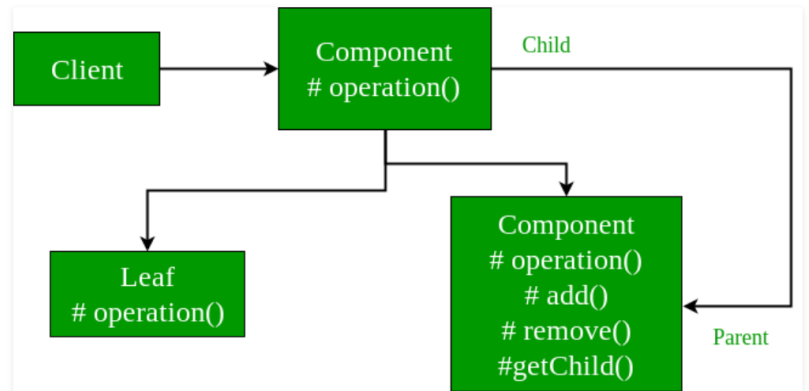 Client
Component
# operation()
Child
Leaf
# operation()
Component
# operation()
# add()
# remove()
#getChild()
Parent